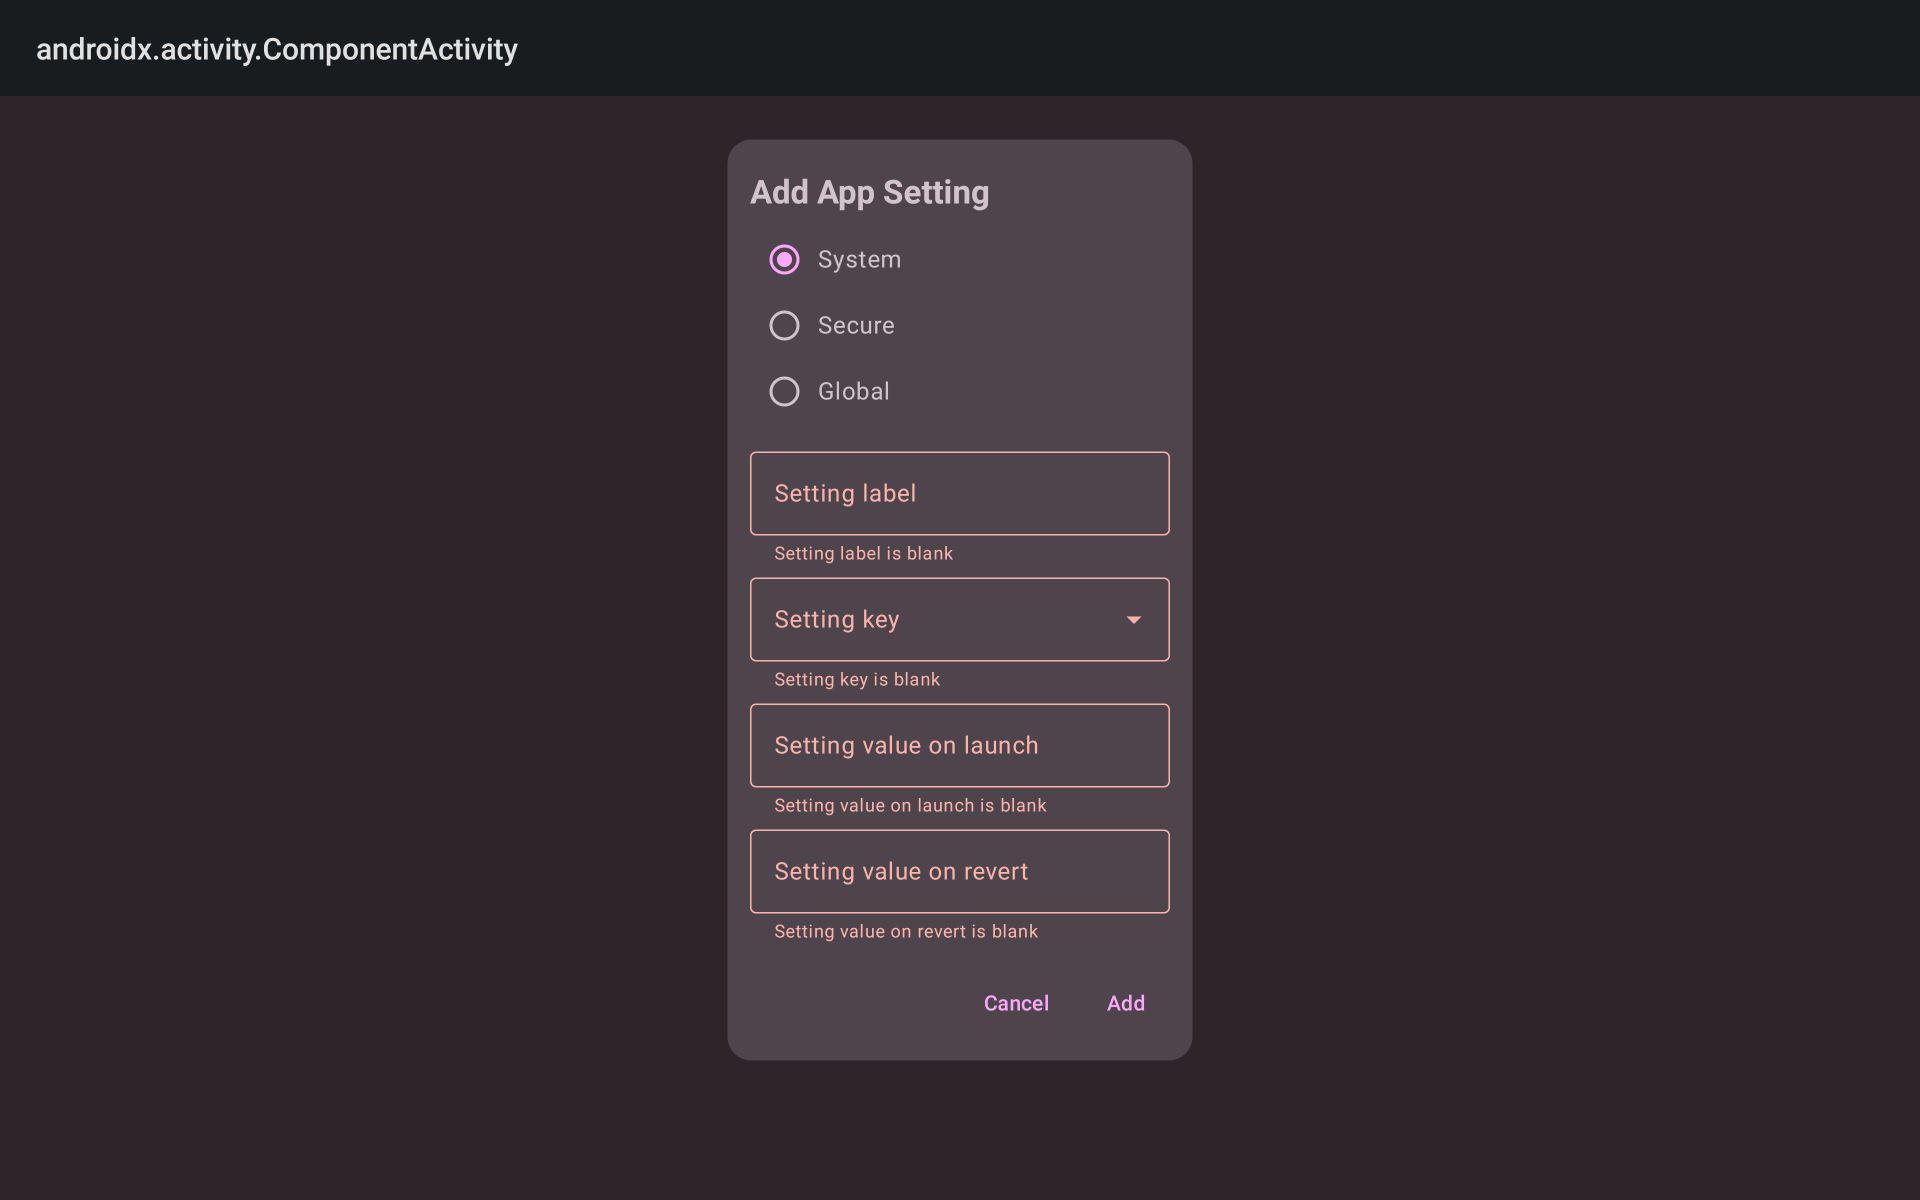 androidx.activity.ComponentActivity
Add App Setting
System
Secure
Global
Setting label
Setting label is blank
Setting key
Setting key is blank
Setting value on launch
Setting value on launch is blank
Setting value on revert
Setting value on revert is blank
Cancel Add